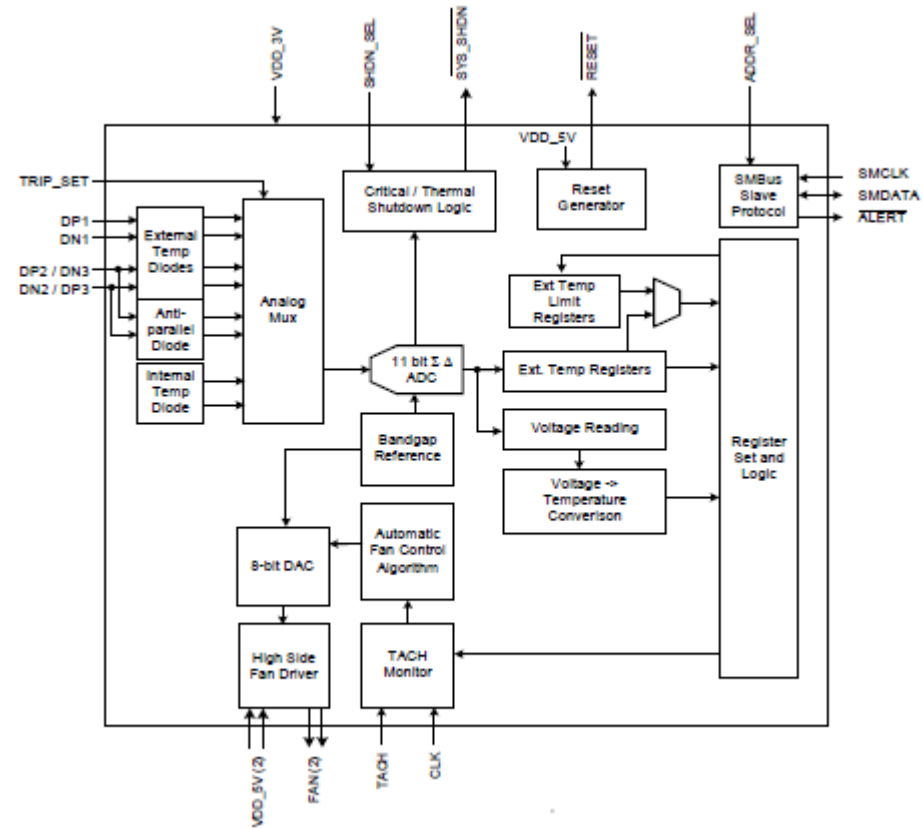 VDD_3V
SHDN_SEL
SYS_SHDN
RESET
ADDR_SEL
VDD_5V
TRIP_SET
DP1
DN1
DP2 / DN3
DN2 / DP3
External
Temp
Diodes
Anti-
parallel
Diode
Internal
Temp
Diode
Analog
Mux
Critical / Thermal
Shutdown Logic
Reset
Generator
SMBus
Slave
Protocol
SMCLK
SMDATA
ALERT
Ext Temp
Limit
Registers
11 bit Σ Δ
ADC
Ext. Temp Registers
Voltage Reading
Bandgap
Reference
Voltage ->
Temperature
Converison
Register
Set and
Logic
8-bit DAC
Automatic
Fan Control
Algorithm
High Side
Fan Driver
TACH
Monitor
VDD_5V (2)
FAN (2)
TACH
CLK